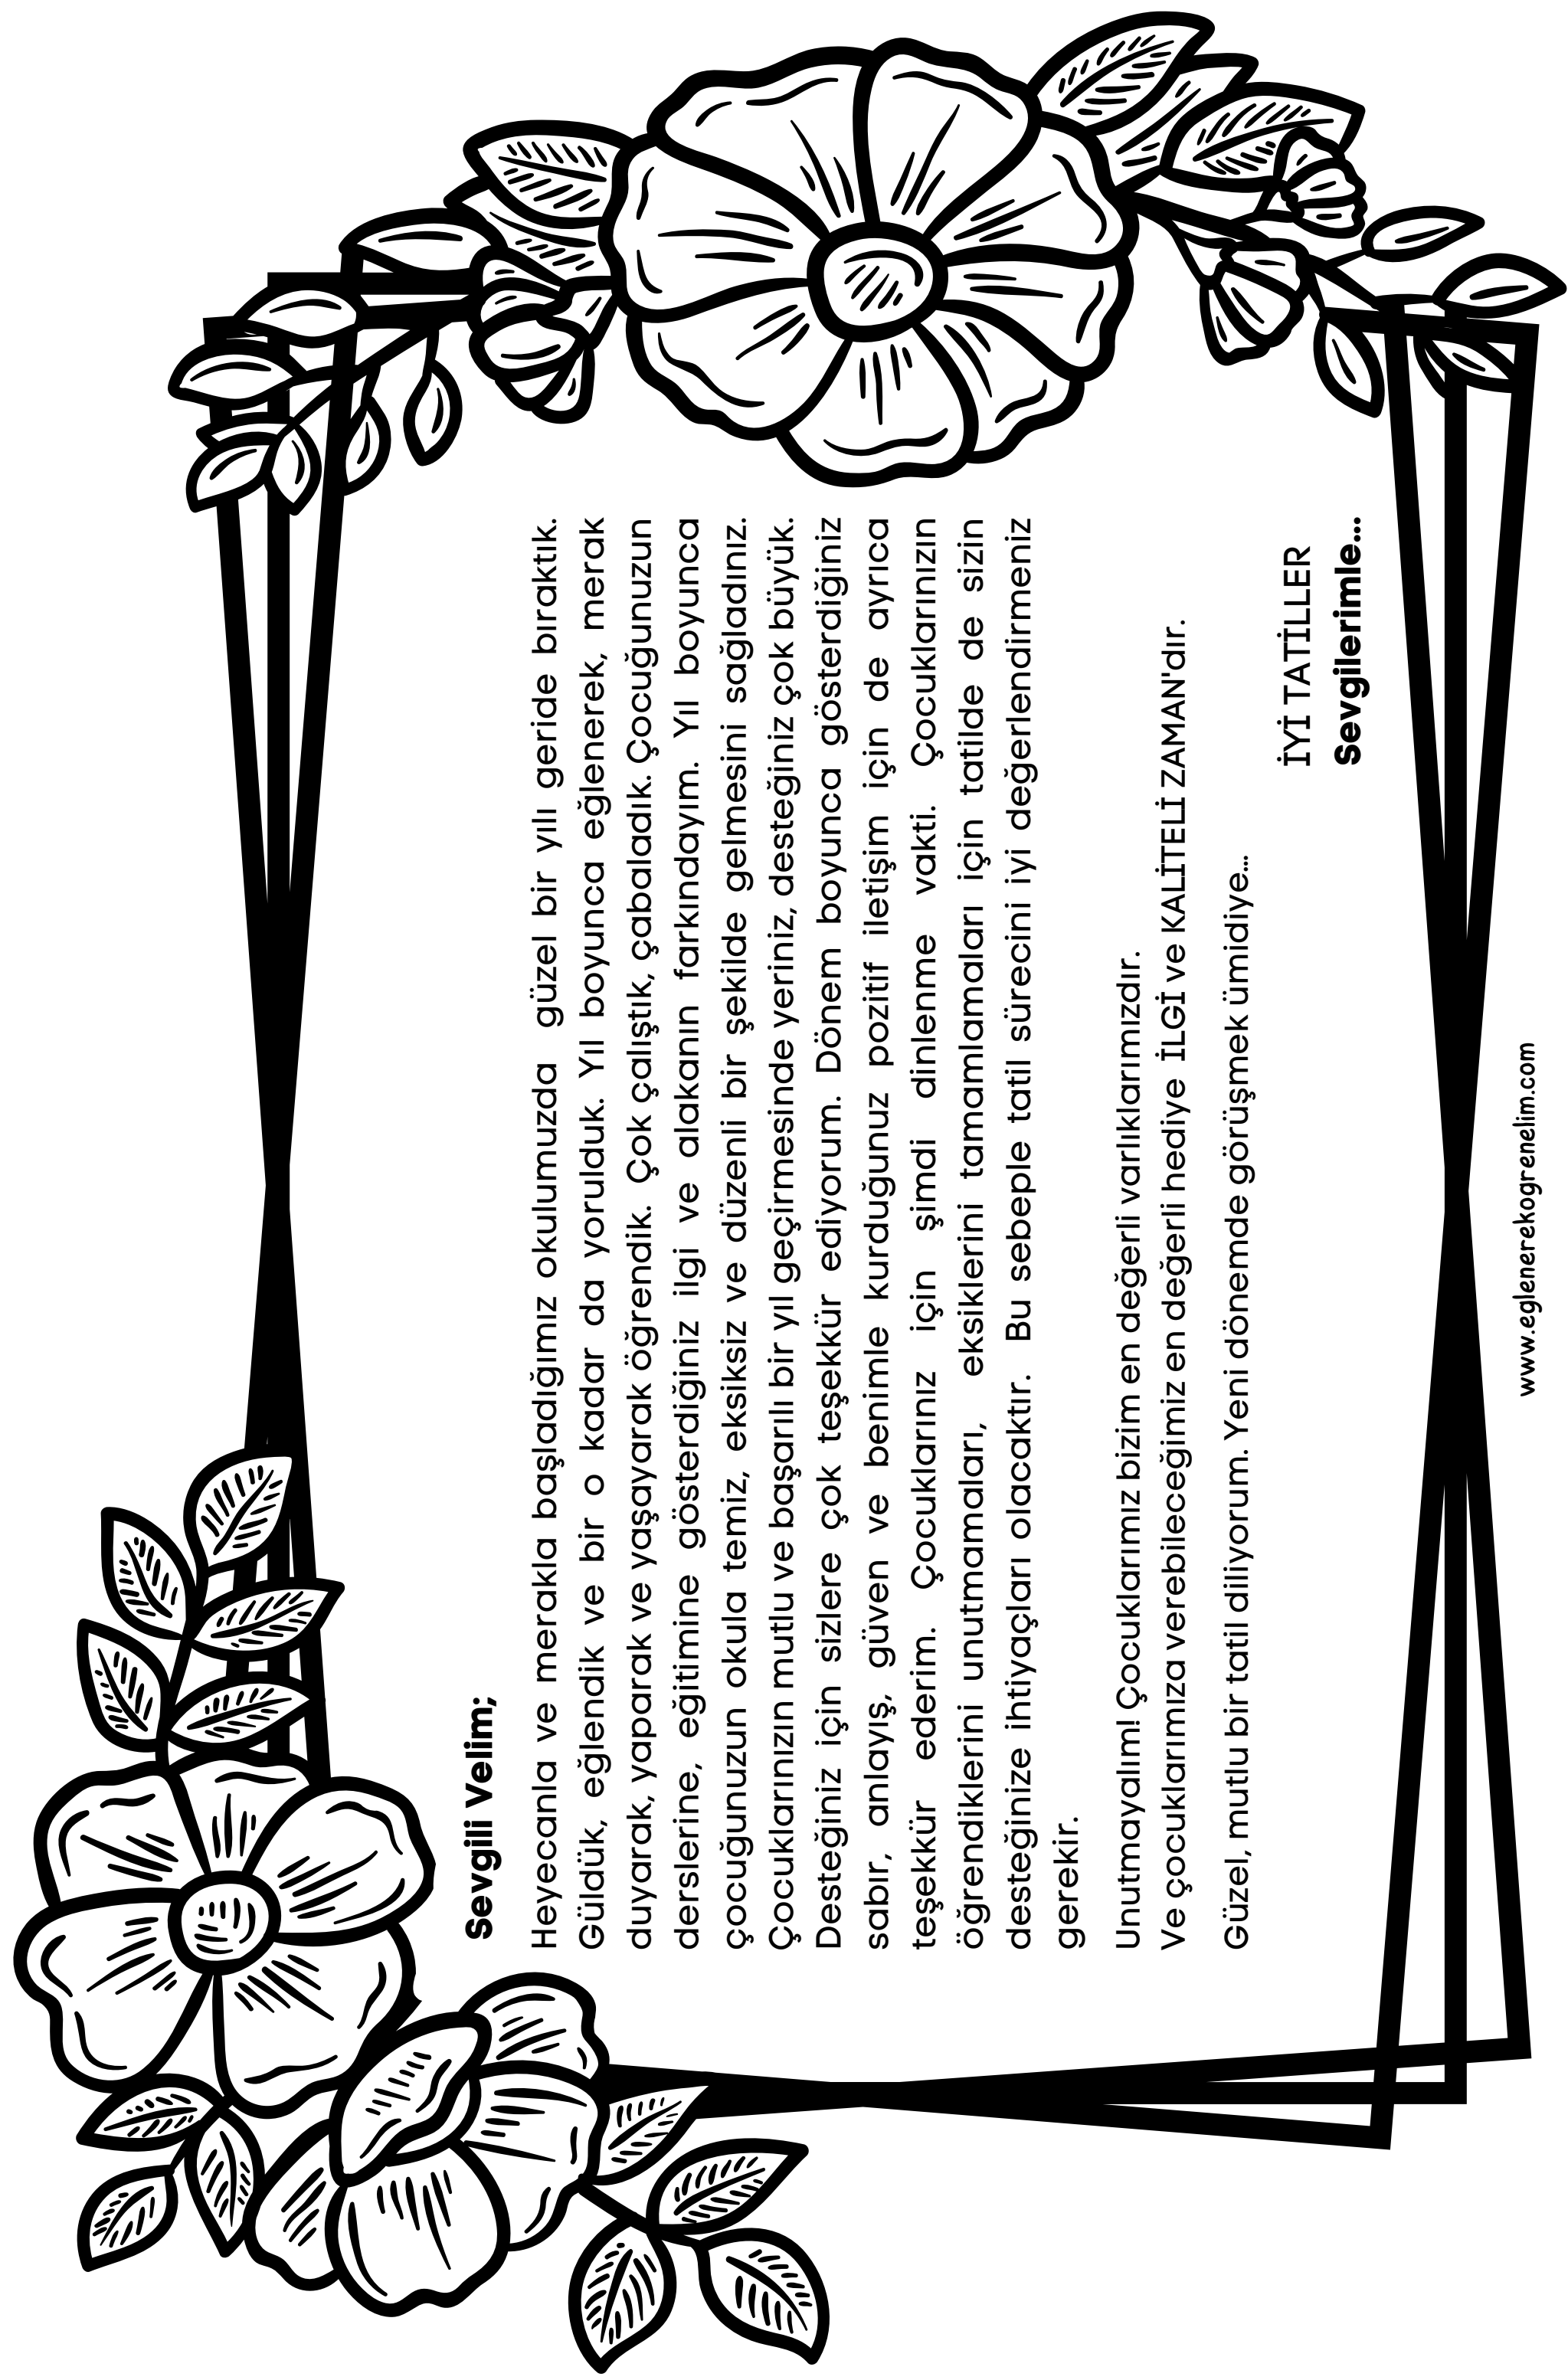 Sevgili Velim;
Heyecanla ve merakla başladığımız okulumuzda güzel bir yılı geride bıraktık.
Güldük, eğlendik ve bir o kadar da yorulduk. Yıl boyunca eğlenerek, merak
duyarak, yaparak ve yaşayarak öğrendik. Çok çalıştık, çabaladık. Çocuğunuzun
derslerine, eğitimine gösterdiğiniz ilgi ve alakanın farkındayım. Yıl boyunca
çocuğunuzun okula temiz, eksiksiz ve düzenli bir şekilde gelmesini sağladınız.
Çocuklarınızın mutlu ve başarılı bir yıl geçirmesinde yeriniz, desteğiniz çok büyük.
Desteğiniz için sizlere çok teşekkür ediyorum. Dönem boyunca gösterdiğiniz
sabır, anlayış, güven ve benimle kurduğunuz pozitif iletişim için de ayrıca
teşekkür ederim. Çocuklarınız için şimdi dinlenme vakti. Çocuklarınızın
öğrendiklerini unutmamaları, eksiklerini tamamlamaları için tatilde de sizin
desteğinize ihtiyaçları olacaktır. Bu sebeple tatil sürecini iyi değerlendirmeniz
gerekir.
Unutmayalım! Çocuklarımız bizim en değerli varlıklarımızdır.
Ve çocuklarımıza verebileceğimiz en değerli hediye İLGİ ve KALİTELİ ZAMAN'dır.
Güzel, mutlu bir tatil diliyorum. Yeni dönemde görüşmek ümidiye...
İYİ TATİLLER
Sevgilerimle...
www.eglenerekogrenelim.com